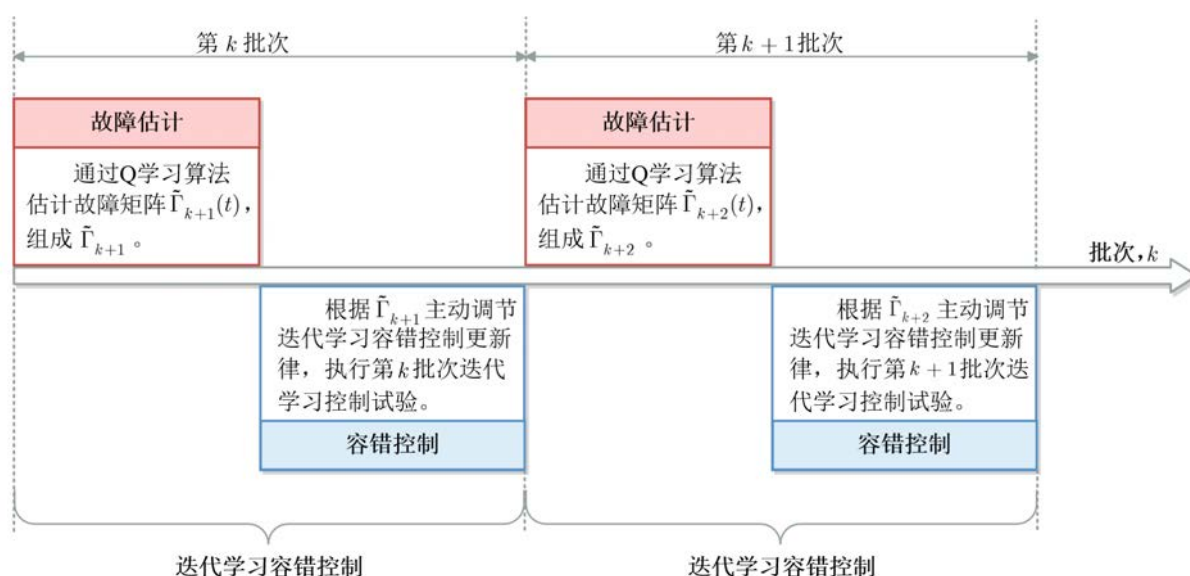 第 k 批次
第 k + 1 批次
故障估计
通过Q学习算法
估计故障矩阵 Γ̃ₖ₊₁(t),
组成 Γ̃ₖ₊₁ 。
故障估计
通过Q学习算法
估计故障矩阵 Γ̃ₖ₊₂(t),
组成 Γ̃ₖ₊₂ 。
批次, k
根据 Γ̃ₖ₊₁ 主动调节
迭代学习容错控制更新
律，执行第 k 批次迭代
学习控制试验。
容错控制
根据 Γ̃ₖ₊₂ 主动调节
迭代学习容错控制更新
律，执行第 k + 1 批次迭
代学习控制试验。
容错控制
迭代学习容错控制
迭代学习容错控制